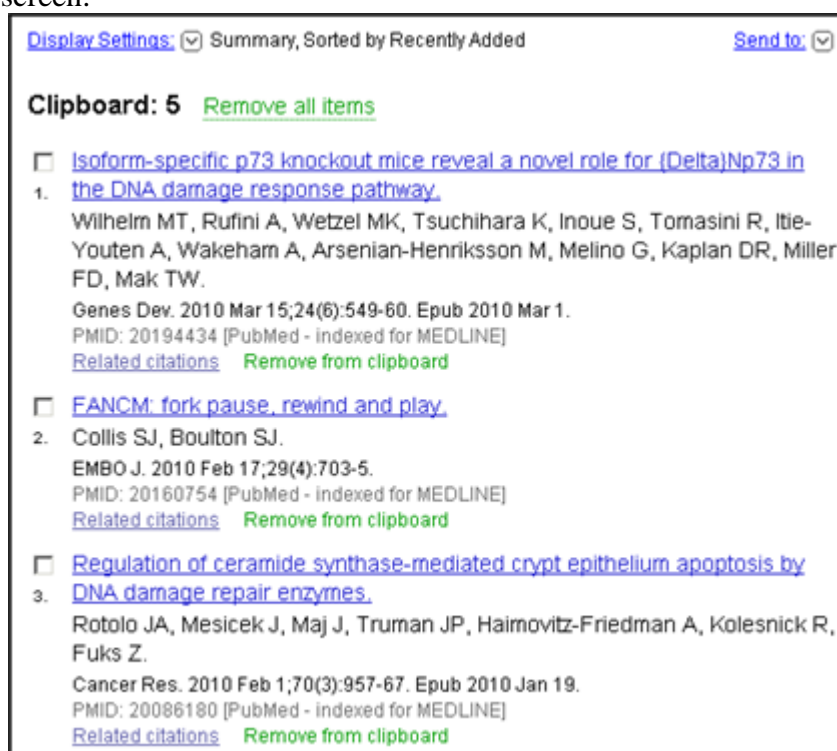 screen.
Display Settings: Summary, Sorted by Recently Added Send to:
Clipboard: 5 Remove all items
Isoform-specific p73 knockout mice reveal a novel role for {Delta}Np73 in
1. the DNA damage response pathway.
Wilhelm MT, Rufini A, Wetzel MK, Tsuchihara K, Inoue S, Tomasini R, Itie-
Youten A, Wakeham A, Arsenian-Henriksson M, Melino G, Kaplan DR, Miller
FD, Mak TW.
Genes Dev. 2010 Mar 15;24(6):549-60. Epub 2010 Mar 1.
PMID: 20194434 [PubMed - indexed for MEDLINE]
Related citations Remove from clipboard
FANCM: fork pause, rewind and play.
2. Collis SJ, Boulton SJ.
EMBO J. 2010 Feb 17;29(4):703-5.
PMID: 20160754 [PubMed - indexed for MEDLINE]
Related citations Remove from clipboard
Regulation of ceramide synthase-mediated crypt epithelium apoptosis by
3. DNA damage repair enzymes.
Rotolo JA, Mesicek J, Maj J, Truman JP, Haimovitz-Friedman A, Kolesnick R,
Fuks Z.
Cancer Res. 2010 Feb 1;70(3):957-67. Epub 2010 Jan 19.
PMID: 20086180 [PubMed - indexed for MEDLINE]
Related citations Remove from clipboard